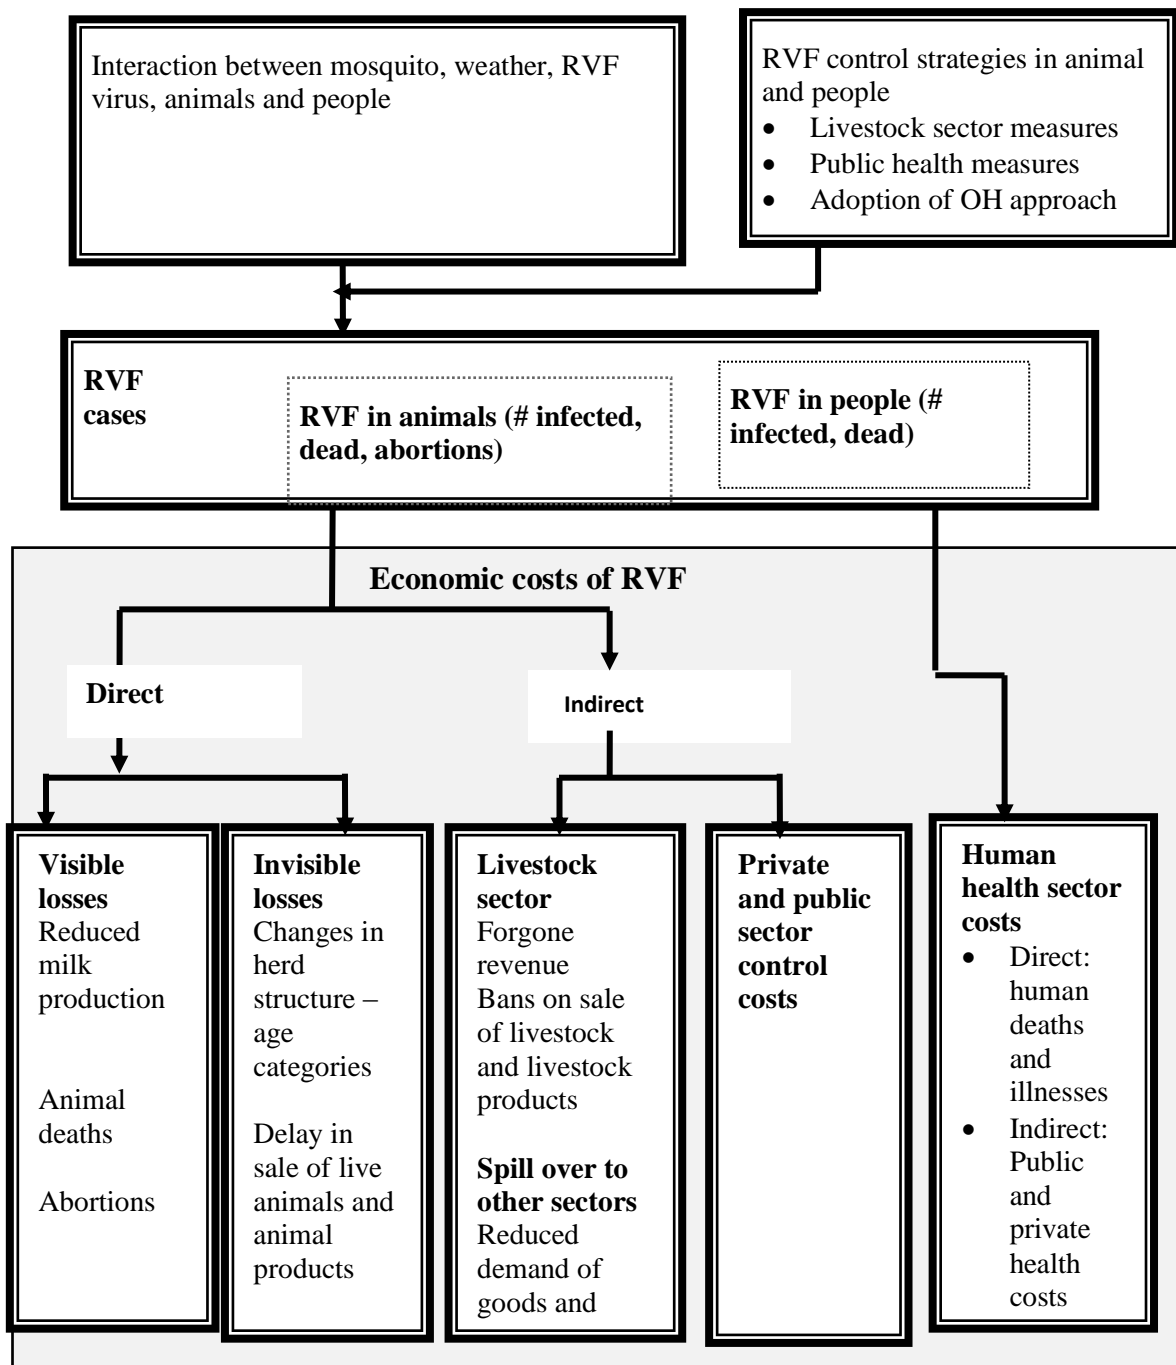 Interaction between mosquito, weather, RVF
virus, animals and people
RVF control strategies in animal
and people
• Livestock sector measures
• Public health measures
• Adoption of OH approach
RVF
cases
RVF in animals (# infected,
dead, abortions)
RVF in people (#
infected, dead)
Economic costs of RVF
Direct
Indirect
Visible
losses
Reduced
milk
production
Animal
deaths
Abortions
Invisible
losses
Changes in
herd
structure –
age
categories
Delay in
sale of live
animals and
animal
products
Livestock
sector
Forgone
revenue
Bans on sale
of livestock
and livestock
products
Spill over to
other sectors
Reduced
demand of
goods and
Private
and public
sector
control
costs
Human
health sector
costs
• Direct:
human
deaths
and
illnesses
• Indirect:
Public
and
private
health
costs